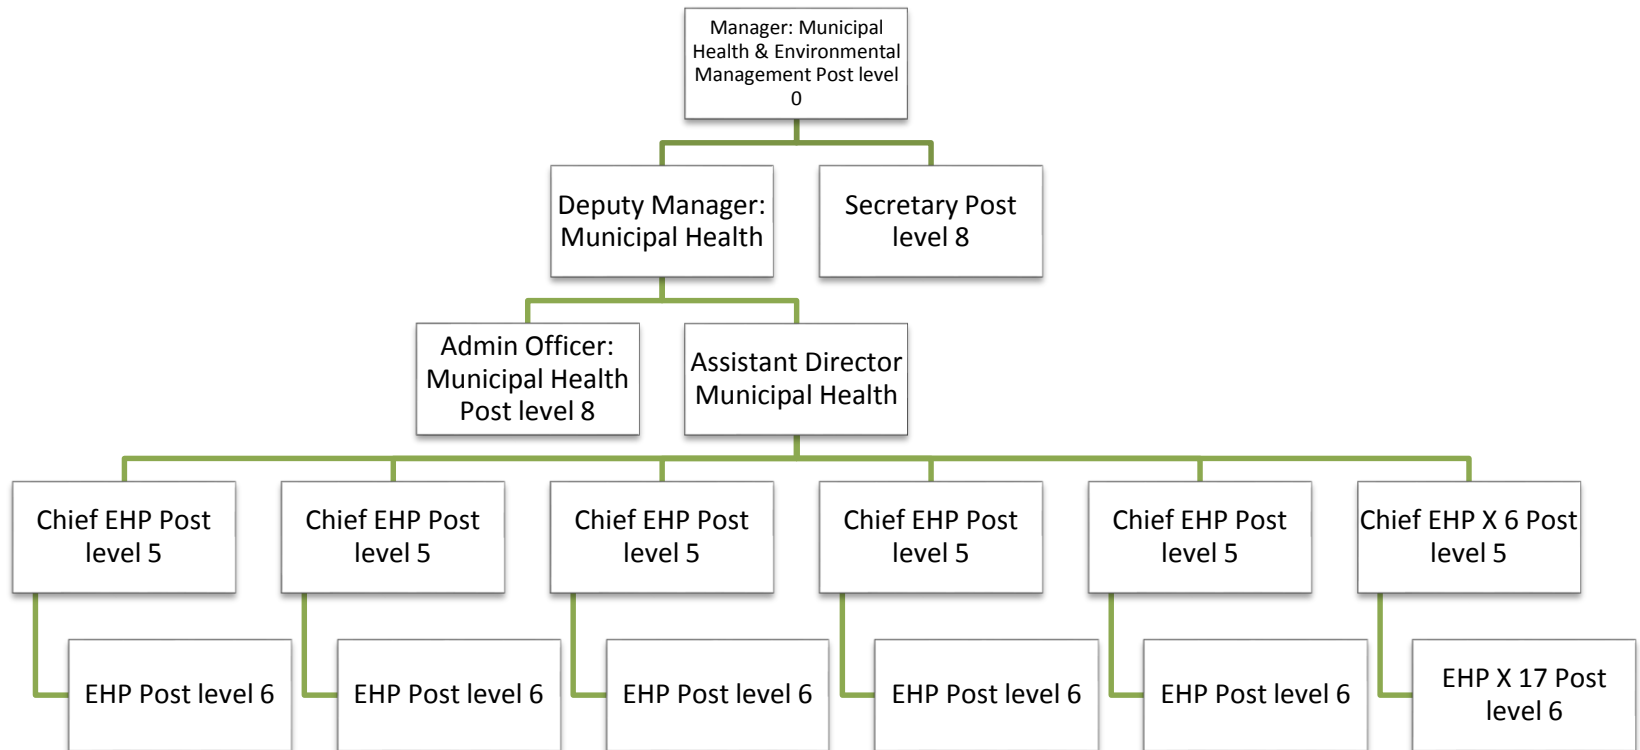 Manager: Municipal
Health & Environmental
Management Post level
0
Deputy Manager:
Municipal Health
Secretary Post
level 8
Admin Officer:
Municipal Health
Post level 8
Assistant Director
Municipal Health
Chief EHP Post
level 5
Chief EHP Post
level 5
Chief EHP Post
level 5
Chief EHP Post
level 5
Chief EHP Post
level 5
Chief EHP X 6 Post
level 5
EHP Post level 6
EHP Post level 6
EHP Post level 6
EHP Post level 6
EHP Post level 6
EHP X 17 Post
level 6